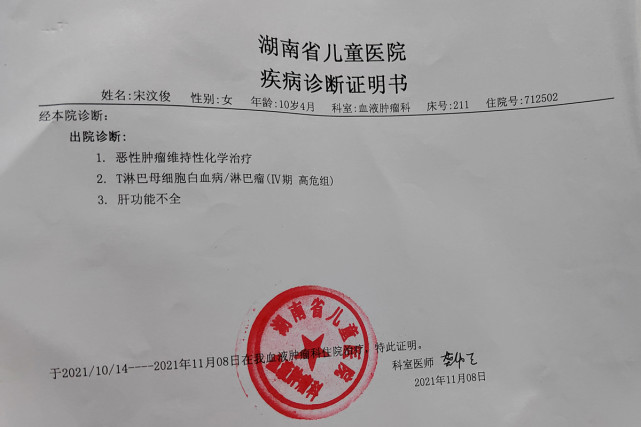 湖南省儿童医院
疾病诊断证明书
姓名:宋汶俊 性别:女 年龄:10岁4月 科室:血液肿瘤科 床号:211 住院号:712502
经本院诊断:
出院诊断:
1. 恶性肿瘤维持性化学治疗
2. T淋巴母细胞白血病/淋巴瘤(Ⅳ期 高危组)
3. 肝功能不全
湖南省儿童医院
于2021/10/14----2021年11月08日在我血液肿瘤科住院治疗。特此证明。
科室医师
2021年11月08日